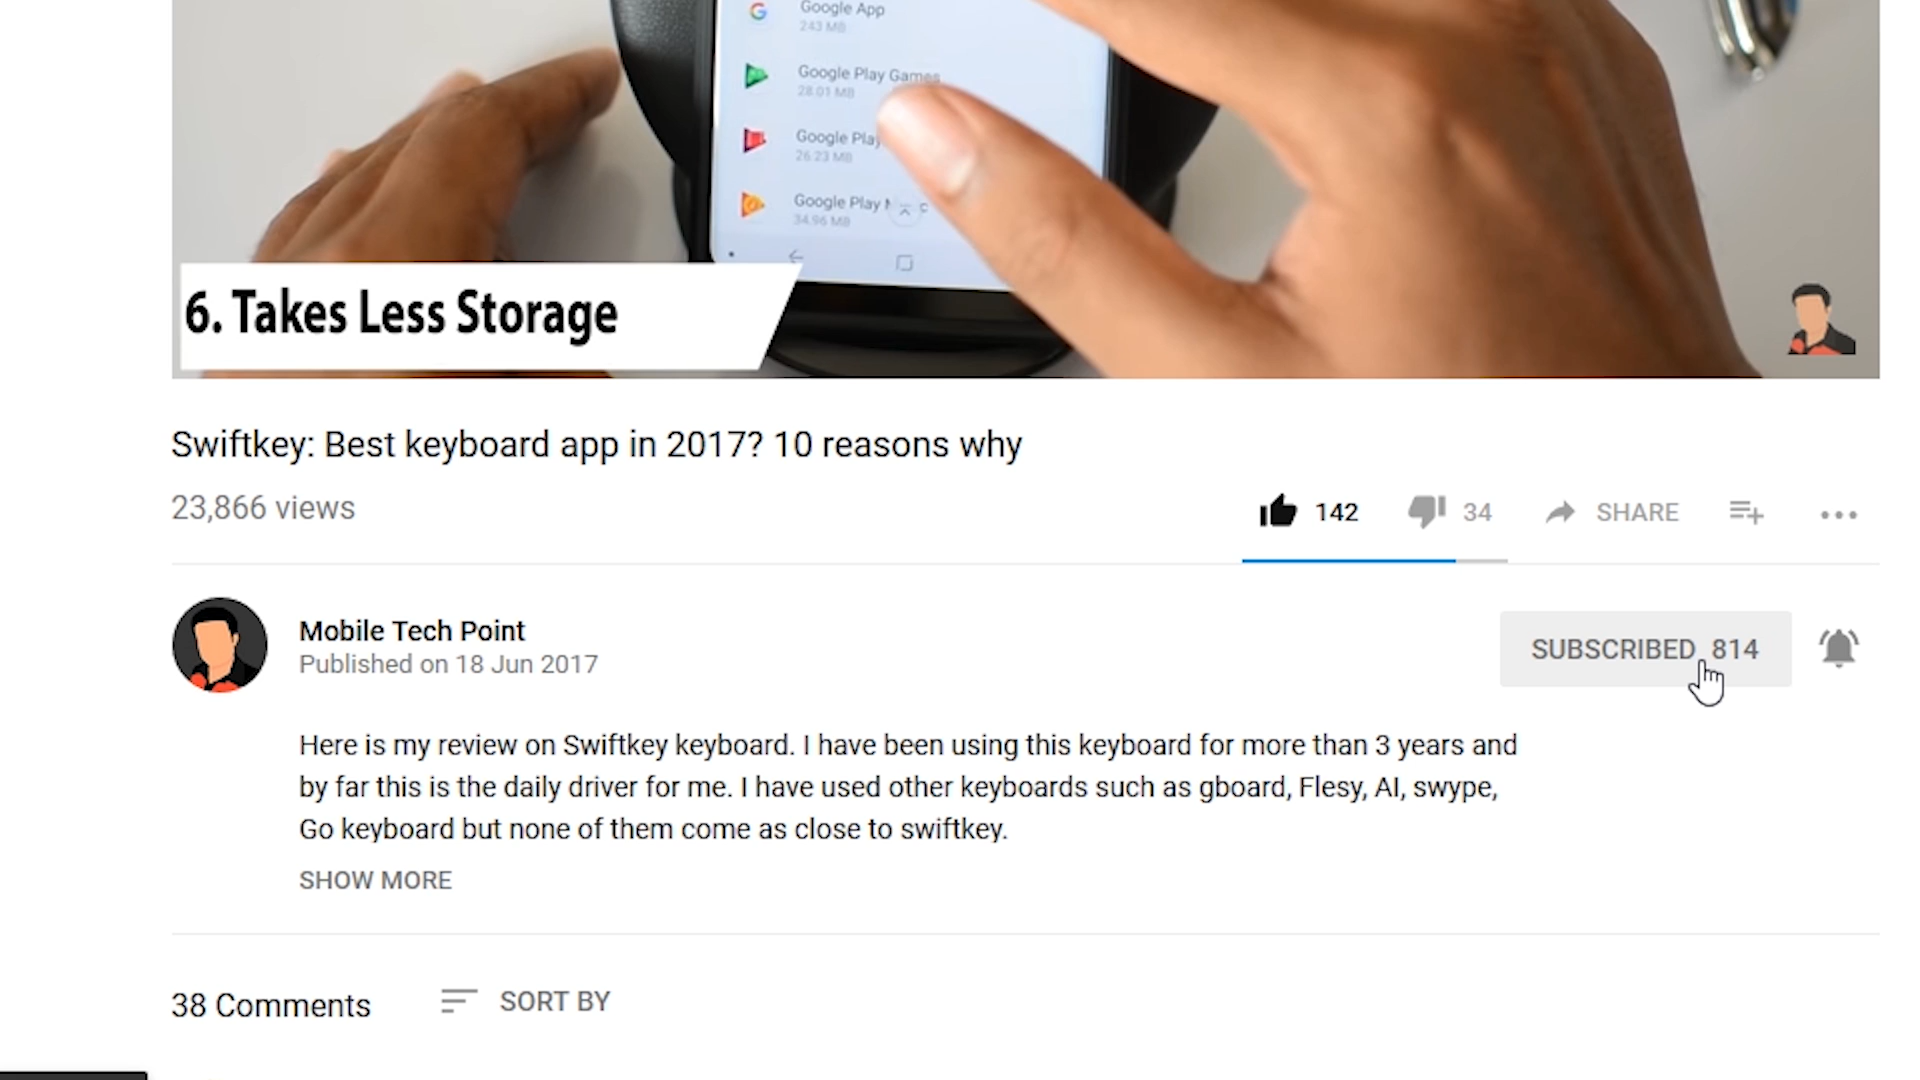 Google App
243 MB
Google Play Games
28.01 MB
Google Play
26.23 MB
Google Play
34.96 MB
6. Takes Less Storage
Swiftkey: Best keyboard app in 2017? 10 reasons why
23,866 views
142
34
SHARE
Mobile Tech Point
Published on 18 Jun 2017
SUBSCRIBED 814
Here is my review on Swiftkey keyboard. I have been using this keyboard for more than 3 years and
by far this is the daily driver for me. I have used other keyboards such as gboard, Flesy, AI, swype,
Go keyboard but none of them come as close to swiftkey.
SHOW MORE
38 Comments
SORT BY